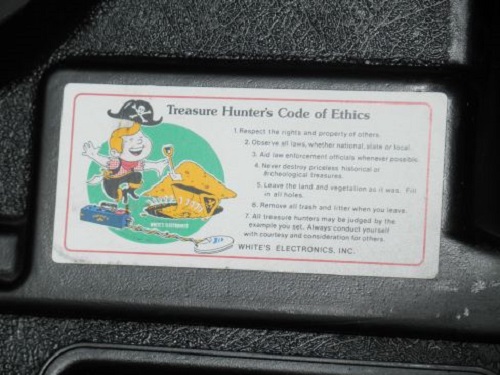 Treasure Hunter's Code of Ethics
1. Respect the rights and property of others.
2. Observe all laws, whether national, state or local.
3. Aid law enforcement officials whenever possible.
4. Never destroy priceless historical or
archeological treasures.
5. Leave the land and vegetation as it was. Fill
in all holes.
6. Remove all trash and litter when you leave.
7. All treasure hunters may be judged by the
example you set. Always conduct yourself
with courtesy and consideration for others.
WHITE'S ELECTRONICS, INC.
WHITE'S ELECTRONICS